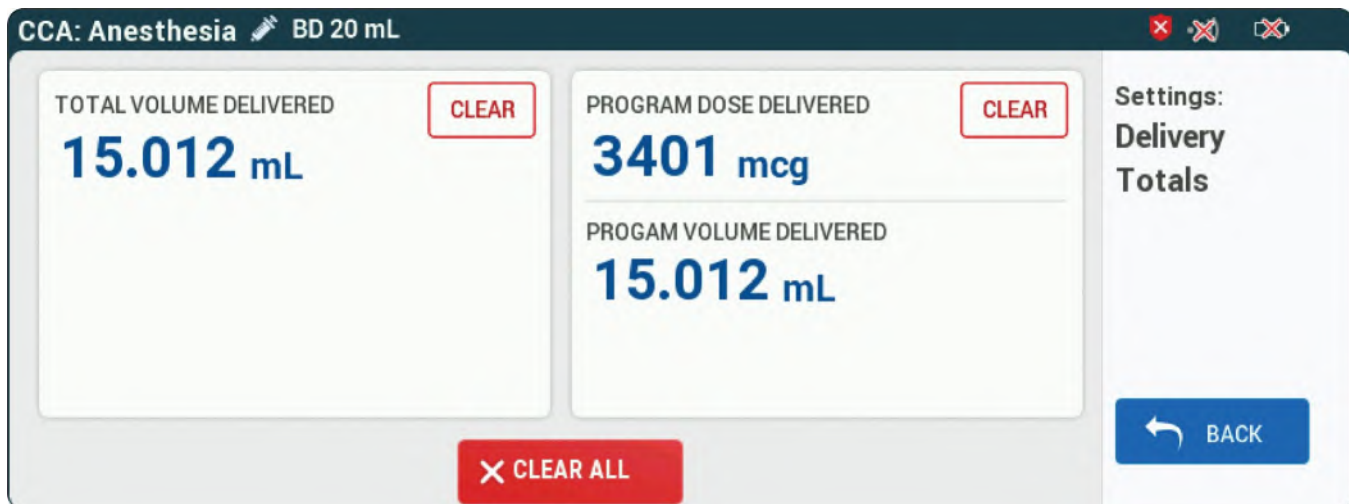 CCA: Anesthesia BD 20 mL
TOTAL VOLUME DELIVERED
CLEAR
15.012 mL
PROGRAM DOSE DELIVERED
CLEAR
3401 mcg
PROGAM VOLUME DELIVERED
15.012 mL
Settings:
Delivery
Totals
BACK
CLEAR ALL